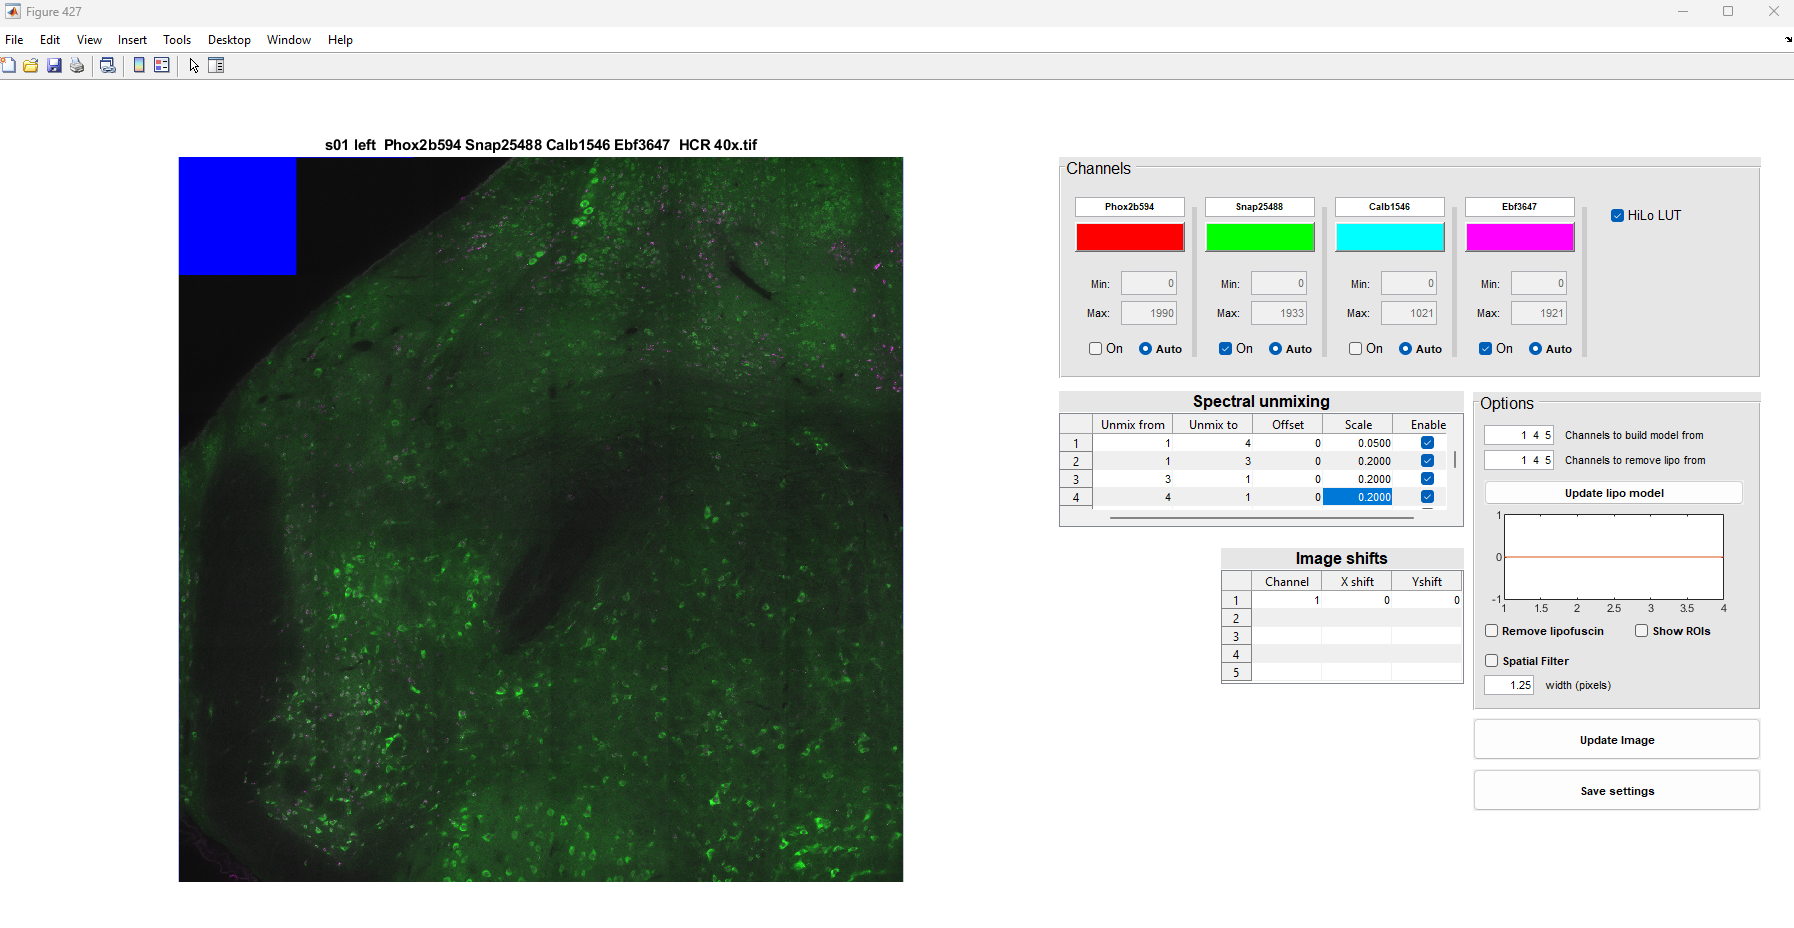 Figure 427
File Edit View Insert Tools Desktop Window Help
s01 left  Phox2b594 Snap25488 Calb1546 Ebf3647  HCR 40x.tif
Channels
Phox2b594 Snap25488 Calb1546 Ebf3647
HiLo LUT
Min: 0 Min: 0 Min: 0 Min: 0
Max: 1990 Max: 1933 Max: 1021 Max: 1921
On Auto On Auto On Auto On Auto
Spectral unmixing
Unmix from Unmix to Offset Scale Enable
1 1 4 0 0.0500
2 1 3 0 0.2000
3 3 1 0 0.2000
4 4 1 0 0.2000
Image shifts
Channel X shift Yshift
1 1 0 0
2
3
4
5
Options
1 4 5 Channels to build model from
1 4 5 Channels to remove lipo from
Update lipo model
1
0
-1
1 1.5 2 2.5 3 3.5 4
Remove lipofuscin Show ROIs
Spatial Filter
1.25 width (pixels)
Update Image
Save settings